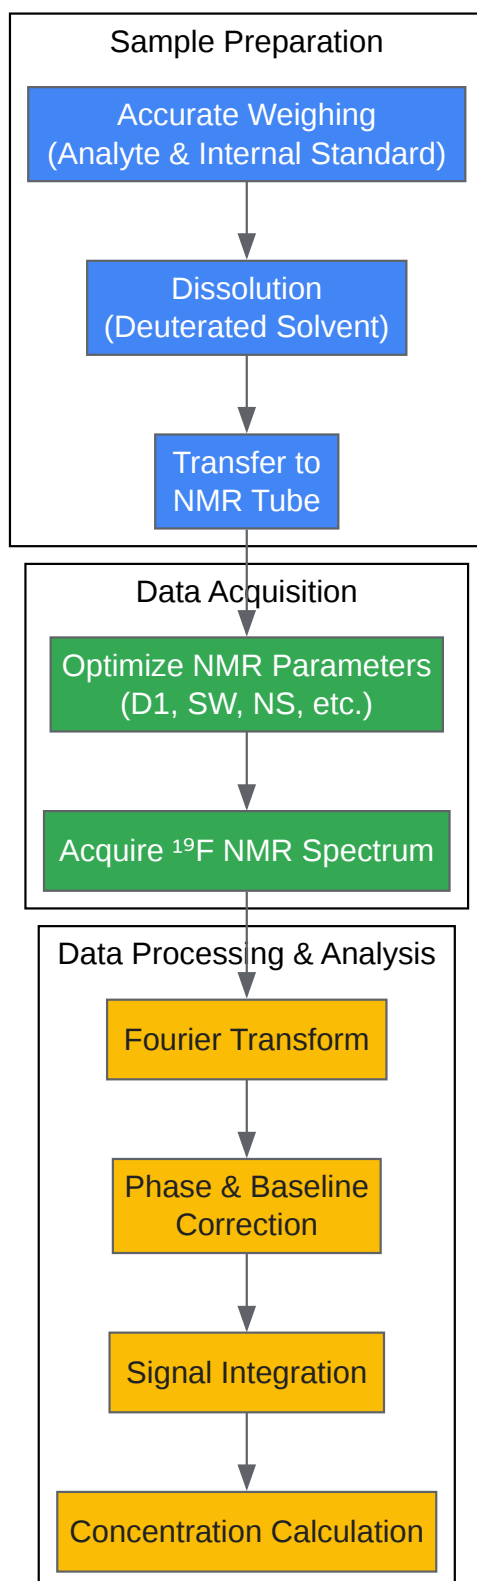 Sample Preparation
Accurate Weighing
(Analyte & Internal Standard)
Dissolution
(Deuterated Solvent)
Transfer to
NMR Tube
Data Acquisition
Optimize NMR Parameters
(D1, SW, NS, etc.)
Acquire ¹⁹F NMR Spectrum
Data Processing & Analysis
Fourier Transform
Phase & Baseline
Correction
Signal Integration
Concentration Calculation